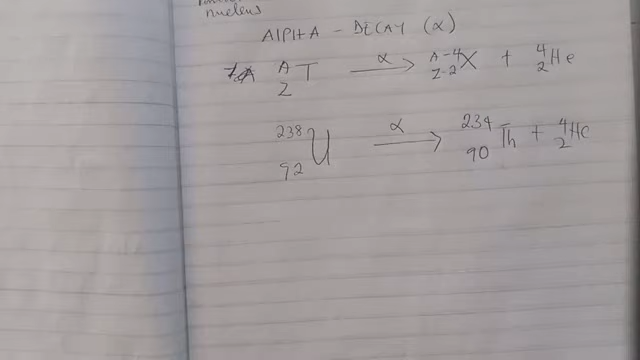 nucleus
ALPHA - DECAY (α)
A Z T α → A-4 Z-2 X + 4 2 He
238 92 U α → 234 90 Th + 4 2 He